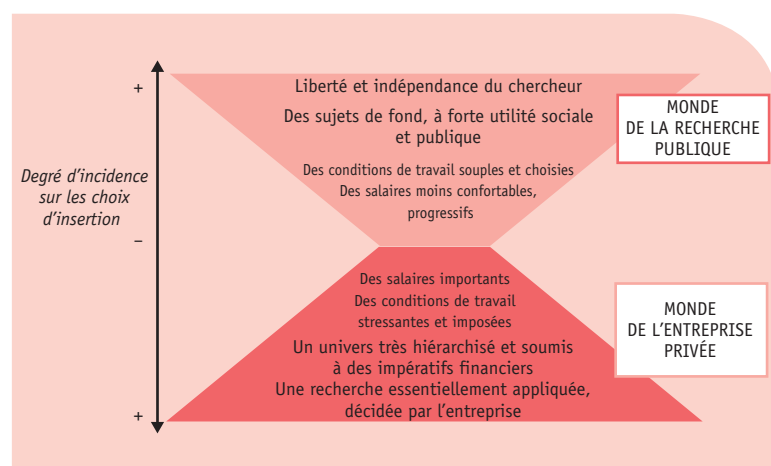 +
Degré d'incidence
sur les choix
d'insertion
–
+
Liberté et indépendance du chercheur
Des sujets de fond, à forte utilité sociale
et publique
Des conditions de travail souples et choisies
Des salaires moins confortables,
progressifs
MONDE
DE LA RECHERCHE
PUBLIQUE
Des salaires importants
Des conditions de travail
stressantes et imposées
Un univers très hiérarchisé et soumis
à des impératifs financiers
Une recherche essentiellement appliquée,
décidée par l'entreprise
MONDE
DE L'ENTREPRISE
PRIVÉE